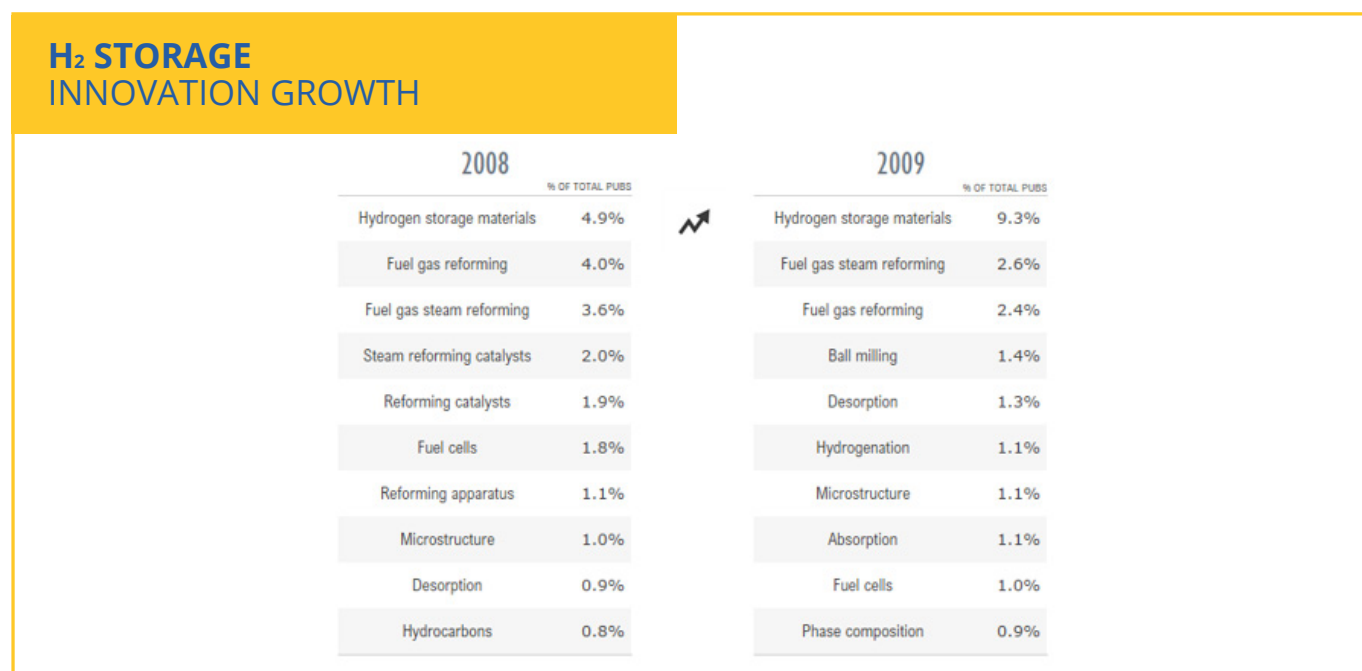 H₂ STORAGE
INNOVATION GROWTH
2008
% OF TOTAL PUBS
Hydrogen storage materials 4.9%
Fuel gas reforming 4.0%
Fuel gas steam reforming 3.6%
Steam reforming catalysts 2.0%
Reforming catalysts 1.9%
Fuel cells 1.8%
Reforming apparatus 1.1%
Microstructure 1.0%
Desorption 0.9%
Hydrocarbons 0.8%
2009
% OF TOTAL PUBS
Hydrogen storage materials 9.3%
Fuel gas steam reforming 2.6%
Fuel gas reforming 2.4%
Ball milling 1.4%
Desorption 1.3%
Hydrogenation 1.1%
Microstructure 1.1%
Absorption 1.1%
Fuel cells 1.0%
Phase composition 0.9%